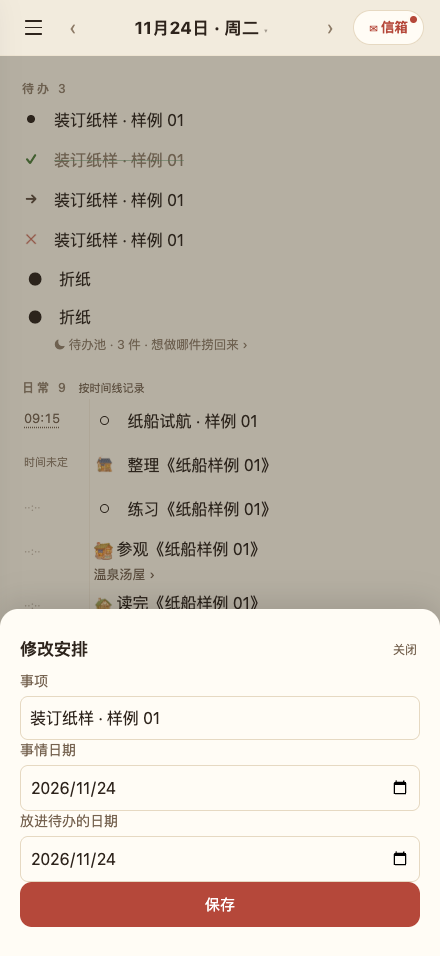 11月24日 · 周二
信箱
待办 3
装订纸样 · 样例 01
装订纸样 · 样例 01
装订纸样 · 样例 01
装订纸样 · 样例 01
折纸
折纸
待办池 · 3 件 · 想做哪件捞回来 ›
日常 9 按时间线记录
09:15 纸船试航 · 样例 01
时间未定 整理《纸船样例 01》
--:-- 练习《纸船样例 01》
--:-- 参观《纸船样例 01》
温泉汤屋 ›
--:-- 读完《纸船样例 01》
修改安排 关闭
事项
装订纸样 · 样例 01
事情日期
2026/11/24
放进待办的日期
2026/11/24
保存